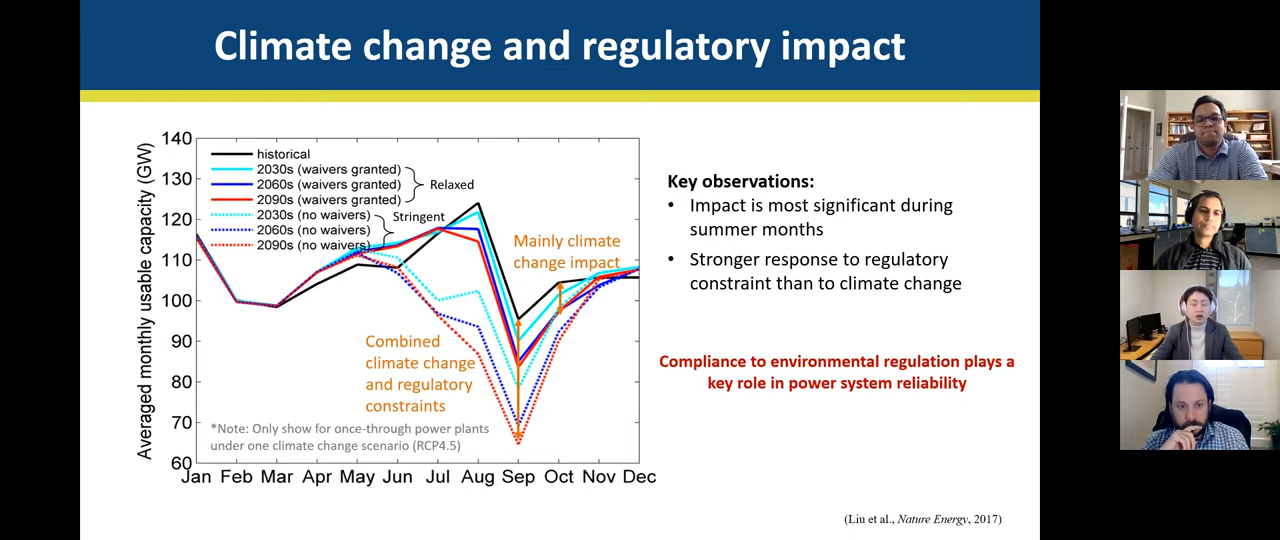 Climate change and regulatory impact
Averaged monthly usable capacity (GW)
140
130
120
110
100
90
80
70
60
historical
2030s (waivers granted)
2060s (waivers granted)
2090s (waivers granted)
2030s (no waivers)
2060s (no waivers)
2090s (no waivers)
Relaxed
Stringent
Mainly climate
change impact
Combined
climate change
and regulatory
constraints
*Note: Only show for once-through power plants
under one climate change scenario (RCP4.5)
Jan Feb Mar Apr May Jun Jul Aug Sep Oct Nov Dec
Key observations:
• Impact is most significant during
summer months
• Stronger response to regulatory
constraint than to climate change
Compliance to environmental regulation plays a
key role in power system reliability
(Liu et al., Nature Energy, 2017)